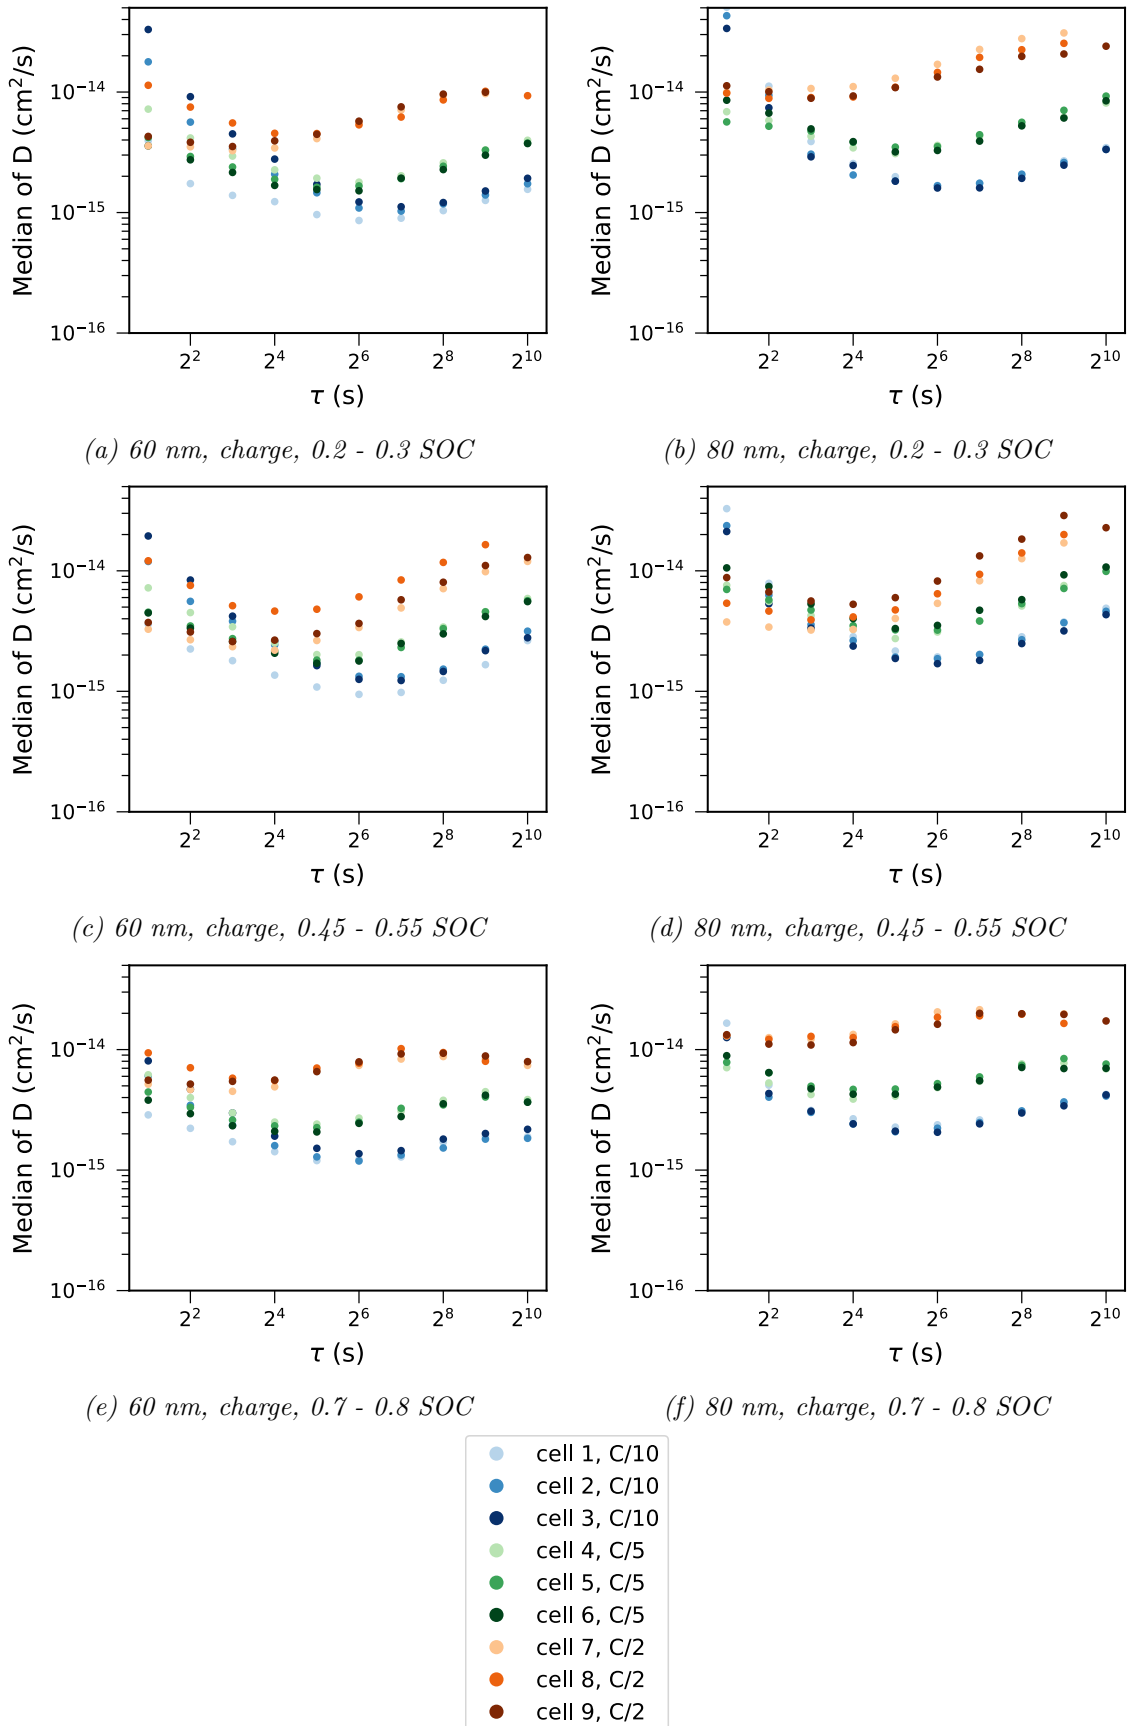 Median of D (cm²/s)
10⁻¹⁴
10⁻¹⁵
10⁻¹⁶
2² 2⁴ 2⁶ 2⁸ 2¹⁰
τ (s)
(a) 60 nm, charge, 0.2 - 0.3 SOC
Median of D (cm²/s)
10⁻¹⁴
10⁻¹⁵
10⁻¹⁶
2² 2⁴ 2⁶ 2⁸ 2¹⁰
τ (s)
(b) 80 nm, charge, 0.2 - 0.3 SOC
Median of D (cm²/s)
10⁻¹⁴
10⁻¹⁵
10⁻¹⁶
2² 2⁴ 2⁶ 2⁸ 2¹⁰
τ (s)
(c) 60 nm, charge, 0.45 - 0.55 SOC
Median of D (cm²/s)
10⁻¹⁴
10⁻¹⁵
10⁻¹⁶
2² 2⁴ 2⁶ 2⁸ 2¹⁰
τ (s)
(d) 80 nm, charge, 0.45 - 0.55 SOC
Median of D (cm²/s)
10⁻¹⁴
10⁻¹⁵
10⁻¹⁶
2² 2⁴ 2⁶ 2⁸ 2¹⁰
τ (s)
(e) 60 nm, charge, 0.7 - 0.8 SOC
Median of D (cm²/s)
10⁻¹⁴
10⁻¹⁵
10⁻¹⁶
2² 2⁴ 2⁶ 2⁸ 2¹⁰
τ (s)
(f) 80 nm, charge, 0.7 - 0.8 SOC
cell 1, C/10
cell 2, C/10
cell 3, C/10
cell 4, C/5
cell 5, C/5
cell 6, C/5
cell 7, C/2
cell 8, C/2
cell 9, C/2